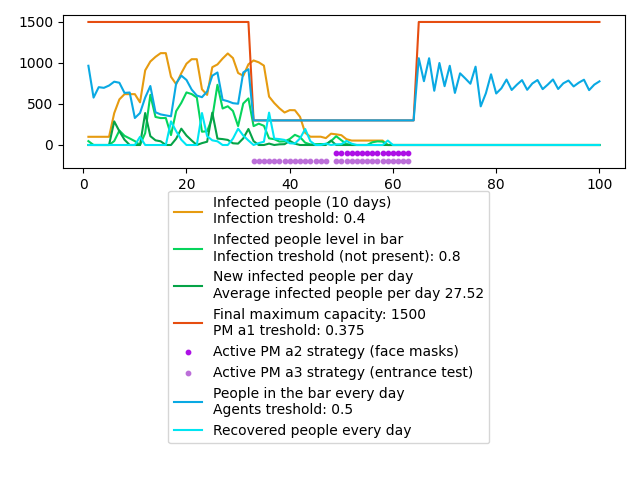 1500
1000
500
0
0
20
40
60
80
100
Infected people (10 days)
Infection treshold: 0.4
Infected people level in bar
Infection treshold (not present): 0.8
New infected people per day
Average infected people per day 27.52
Final maximum capacity: 1500
PM a1 treshold: 0.375
Active PM a2 strategy (face masks)
Active PM a3 strategy (entrance test)
People in the bar every day
Agents treshold: 0.5
Recovered people every day